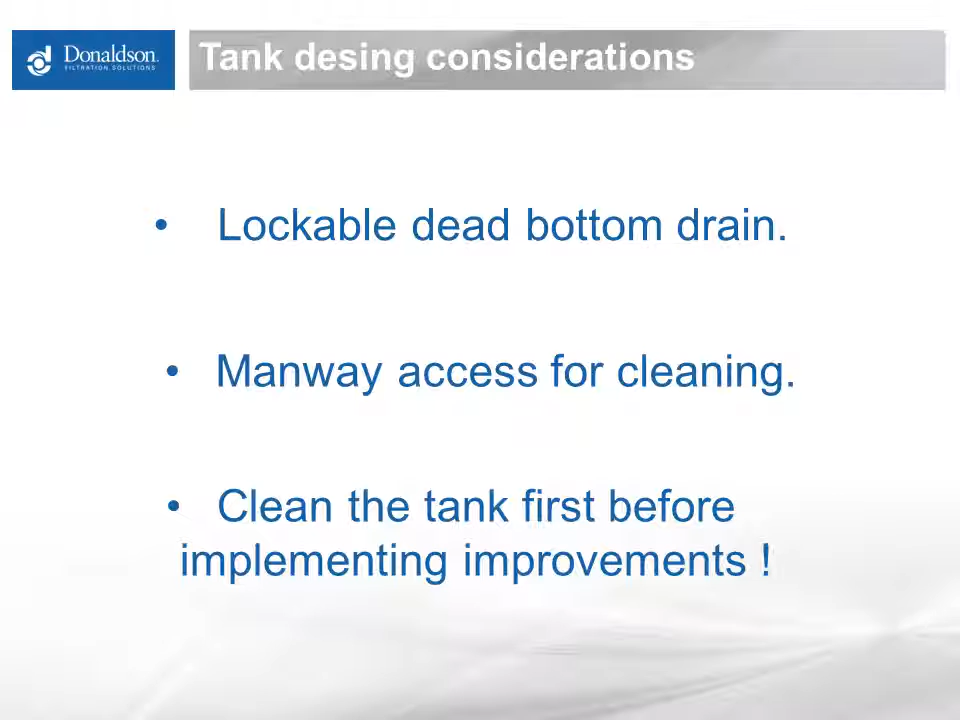 Donaldson.
FILTRATION SOLUTIONS
Tank desing considerations
• Lockable dead bottom drain.
• Manway access for cleaning.
• Clean the tank first before
implementing improvements !